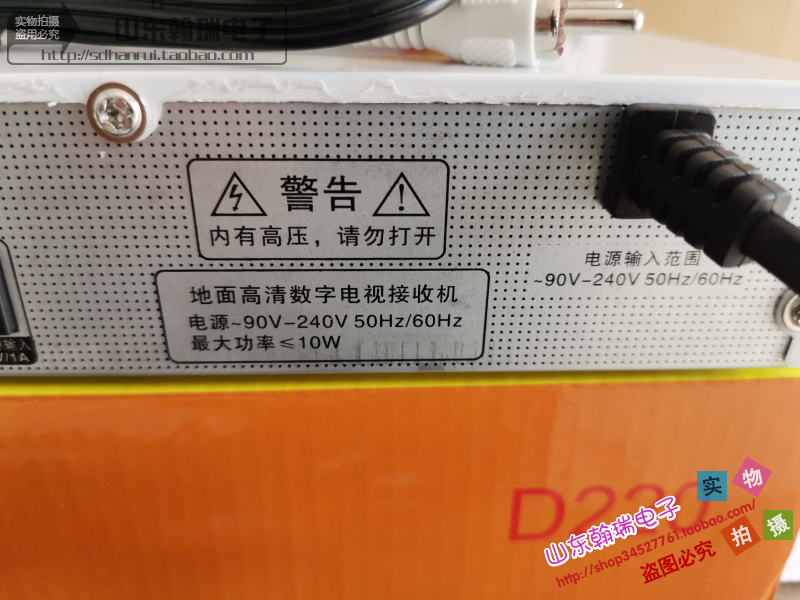 实物拍摄
盗用必究
山东翰瑞电子
http://sdhanrui.taobao.com
警告
内有高压，请勿打开
地面高清数字电视接收机
电源~90V-240V 50Hz/60Hz
最大功率≤10W
电源输入范围
~90V-240V 50Hz/60Hz
输入
/1A
D220
实物
拍摄
山东翰瑞电子
http://shop34527761.taobao.com/
盗图必究